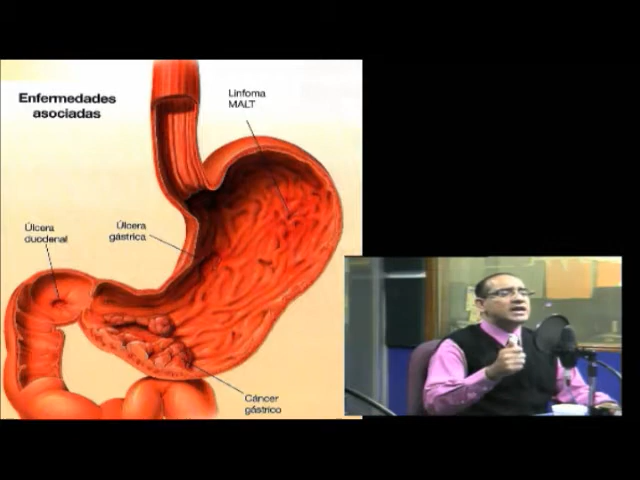 Enfermedades
asociadas
Linfoma
MALT
Úlcera
gástrica
Úlcera
duodenal
Cáncer
gástrico